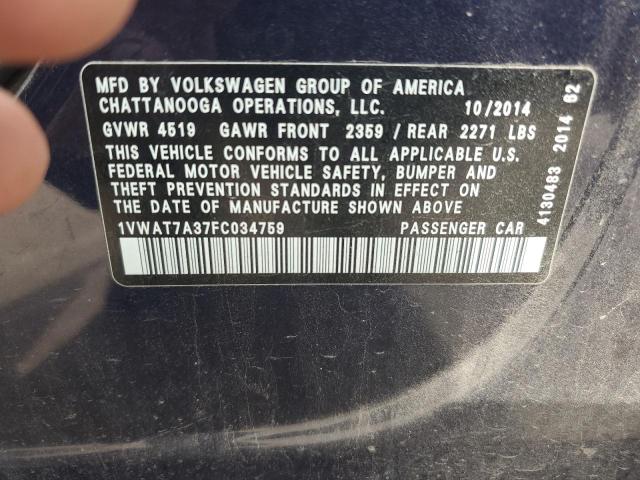 MFD BY VOLKSWAGEN GROUP OF AMERICA
CHATTANOOGA OPERATIONS, LLC. 10/2014
GVWR 4519 GAWR FRONT 2359 / REAR 2271 LBS
THIS VEHICLE CONFORMS TO ALL APPLICABLE U.S.
FEDERAL MOTOR VEHICLE SAFETY, BUMPER AND
THEFT PREVENTION STANDARDS IN EFFECT ON
THE DATE OF MANUFACTURE SHOWN ABOVE
1VWAT7A37FC034759 PASSENGER CAR
4130483 2014 62